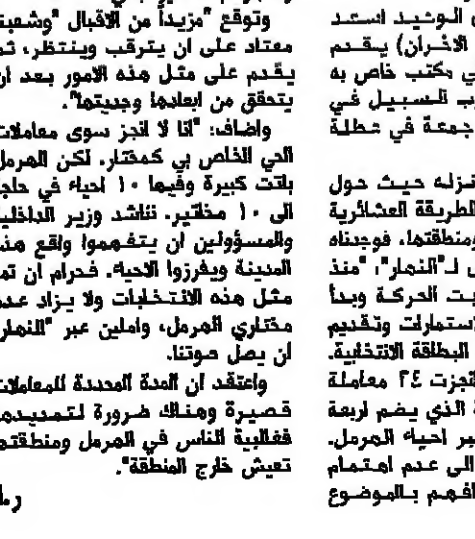 الوشيد استعد
الاخران) يقدم
مكتب خاص به
للسبيل في
جمعة في عطلة
نزله حيث حول
لطريقة العشائرية
ومنطقتها، فوجدناه
لـ"النهار": "منذ
الحركة وبدأ
استمارات وتقديم
البطاقة الانتخابية.
نجزت ٢٤ معاملة
الذي يضم اربعة
احياء الهرمل.
الى عدم اهتمام
بالموضوع
وتوقع "مزيداً من الاقبال "وشعبنا
معتاد على ان يترقب وينتظر، ثم
يقدم على مثل هذه الامور بعد ان
يتحقق من ابعادها وجديتها".
واضاف: "انا لا انجز سوى معاملات
الحي الخاص بي كمختار. لكن الهرمل
باتت كبيرة وفيها ١٠ احياء في حاجة
الى ١٠ مخاتير. نناشد وزير الداخلية
والمسؤولين ان يتفهموا واقع هذه
المدينة ويفرزوا الاحياء. فحرام ان تمر
مثل هذه الانتخابات ولا يزاد عدد
مختاري الهرمل، واملين عبر "النهار"
ان يصل صوتنا.
واعتقد ان المدة المحددة للمعاملات
قصيرة وهناك ضرورة لتمديدها
فغالبية الناس في الهرمل ومنطقتها
تعيش خارج المنطقة".